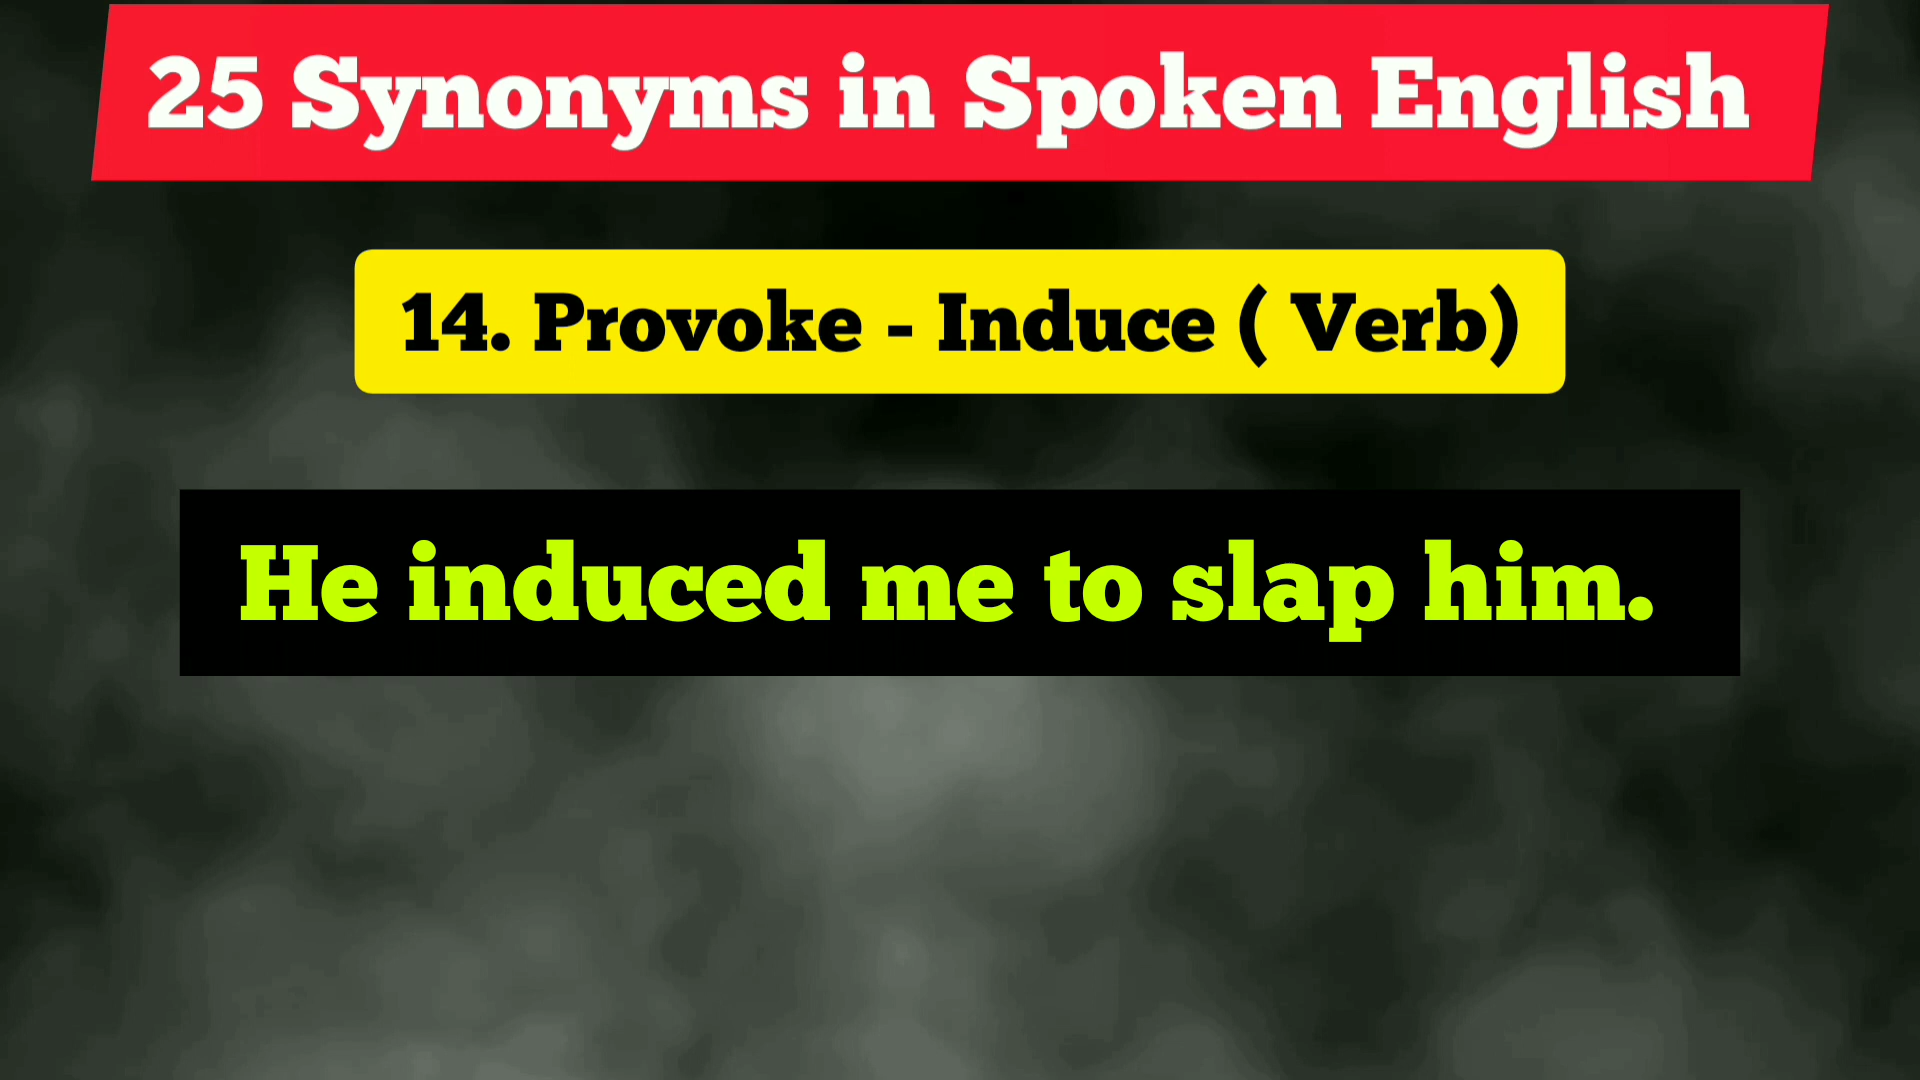 25 Synonyms in Spoken English
14. Provoke - Induce ( Verb)
He induced me to slap him.